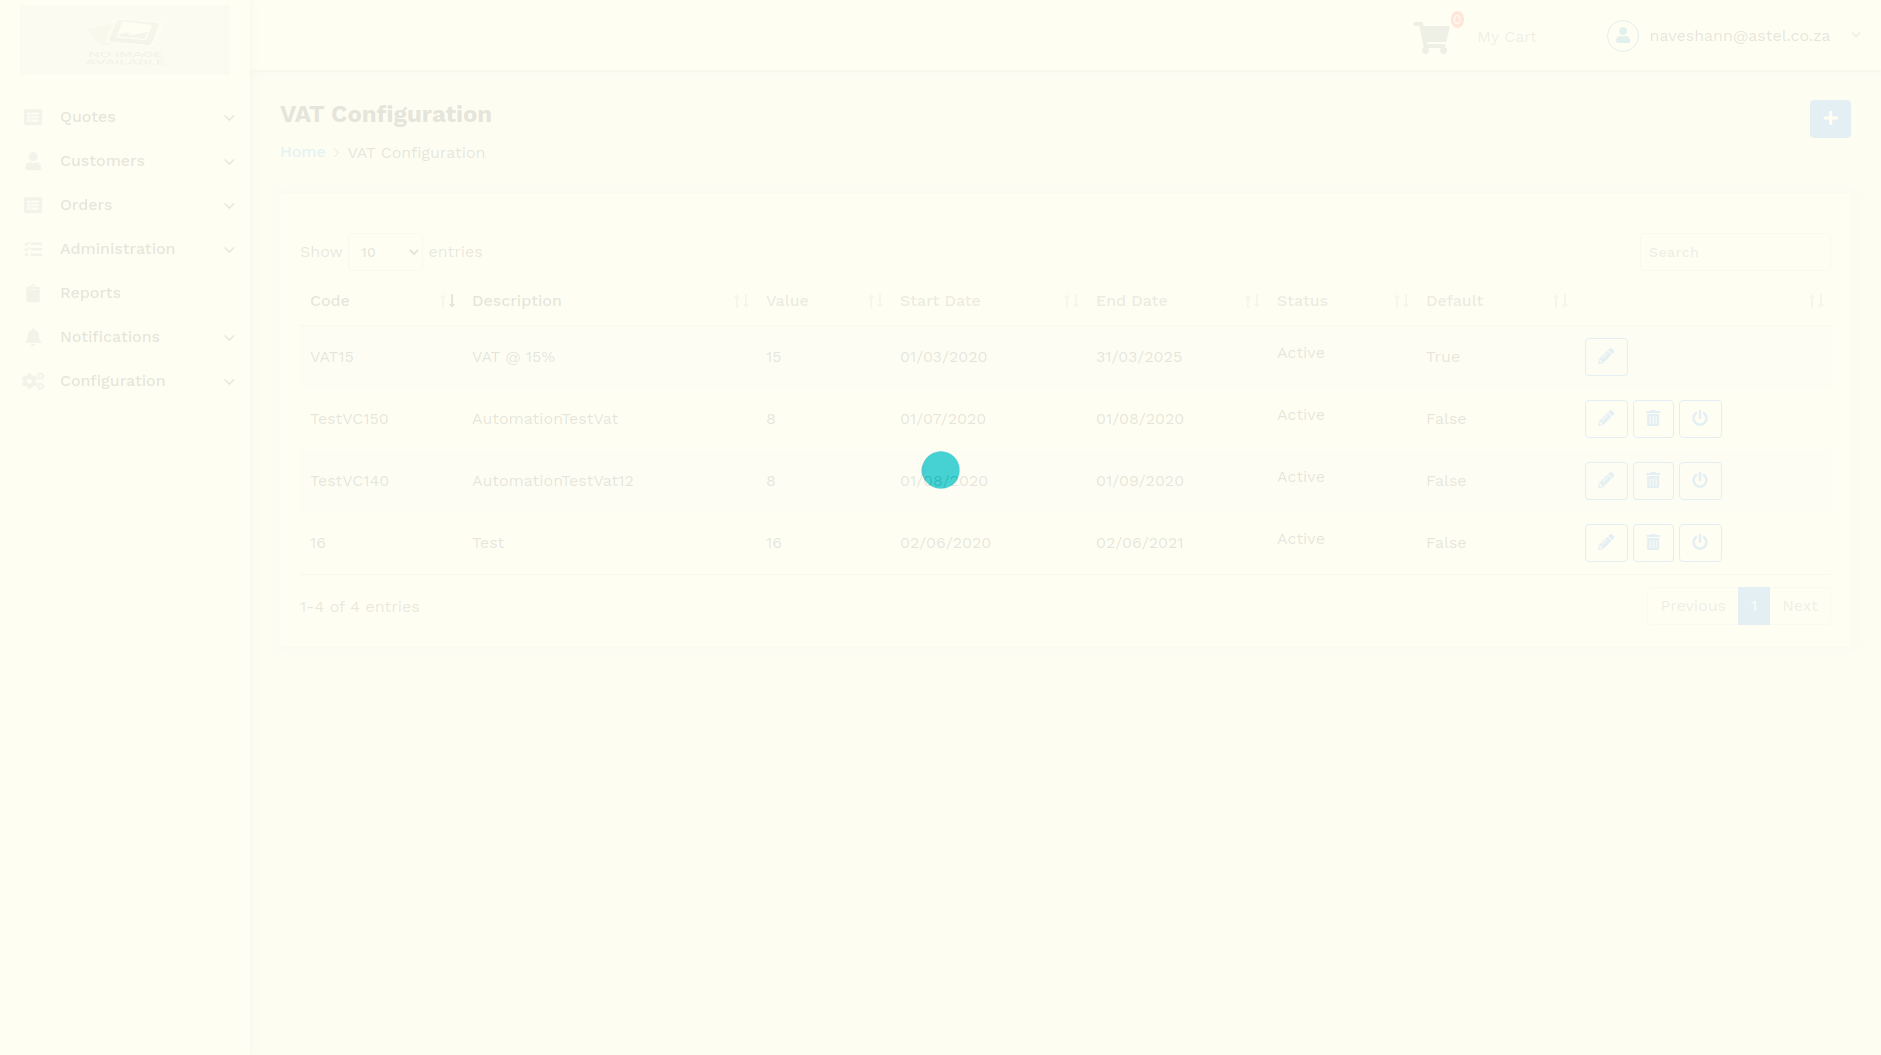 NO IMAGE
AVAILABLE
0
My Cart
naveshann@astel.co.za
Quotes
Customers
Orders
Administration
Reports
Notifications
Configuration
VAT Configuration
Home VAT Configuration
Show 10 entries
Search
Code Description Value Start Date End Date Status Default
VAT15 VAT @ 15% 15 01/03/2020 31/03/2025 Active True
TestVC150 AutomationTestVat 8 01/07/2020 01/08/2020 Active False
TestVC140 AutomationTestVat12 8 01/08/2020 01/09/2020 Active False
16 Test 16 02/06/2020 02/06/2021 Active False
1-4 of 4 entries
Previous 1 Next